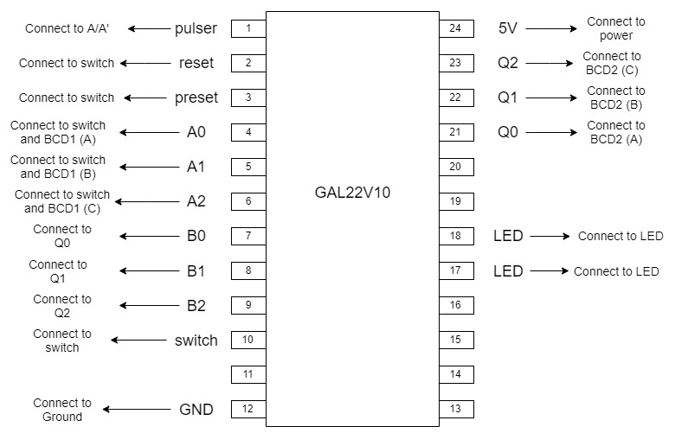 Connect to A/A' pulser 1 24 5V Connect to
power
Connect to switch reset 2 23 Q2 Connect to
BCD2 (C)
Connect to switch preset 3 22 Q1 Connect to
BCD2 (B)
Connect to switch
and BCD1 (A) A0 4 21 Q0 Connect to
BCD2 (A)
Connect to switch
and BCD1 (B) A1 5 20
GAL22V10
Connect to switch
and BCD1 (C) A2 6 19
Connect to
Q0 B0 7 18 LED Connect to LED
Connect to
Q1 B1 8 17 LED Connect to LED
Connect to
Q2 B2 9 16
Connect to
switch switch 10 15
11 14
Connect to
Ground GND 12 13